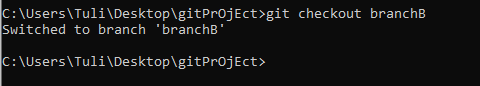 C:\Users\Tuli\Desktop\gitPrOjEct>git checkout branchB
Switched to branch 'branchB'
C:\Users\Tuli\Desktop\gitPrOjEct>